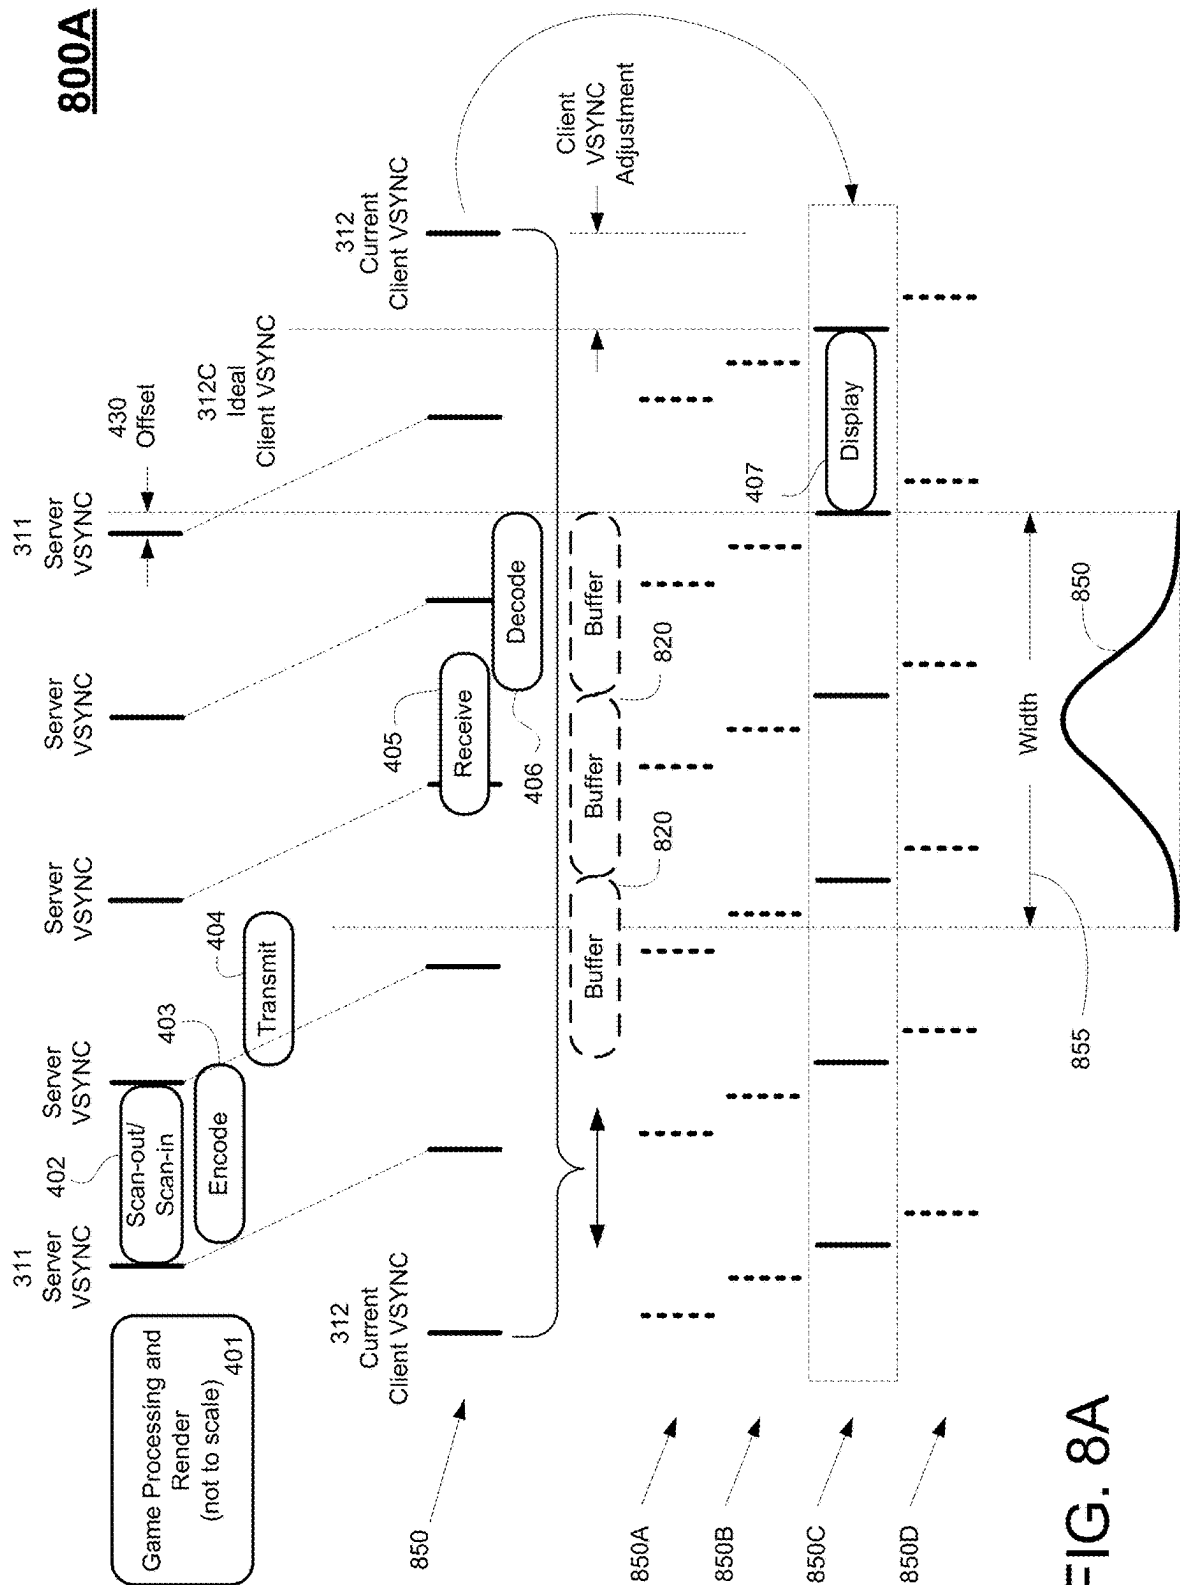 800A
311
Server
VSYNC
402
Server
VSYNC
Server
VSYNC
Server
VSYNC
311
Server
VSYNC
430
Offset
Game Processing and
Render
(not to scale)
401
Scan-out/
Scan-in
Encode
403
Transmit
404
312C
Ideal
Client VSYNC
312
Current
Client VSYNC
312
Current
Client VSYNC
850
405
Receive
406
Decode
Client
VSYNC
Adjustment
Buffer
Buffer
Buffer
820
820
850A
850B
850C
850D
407
Display
Width
855
850
FIG. 8A